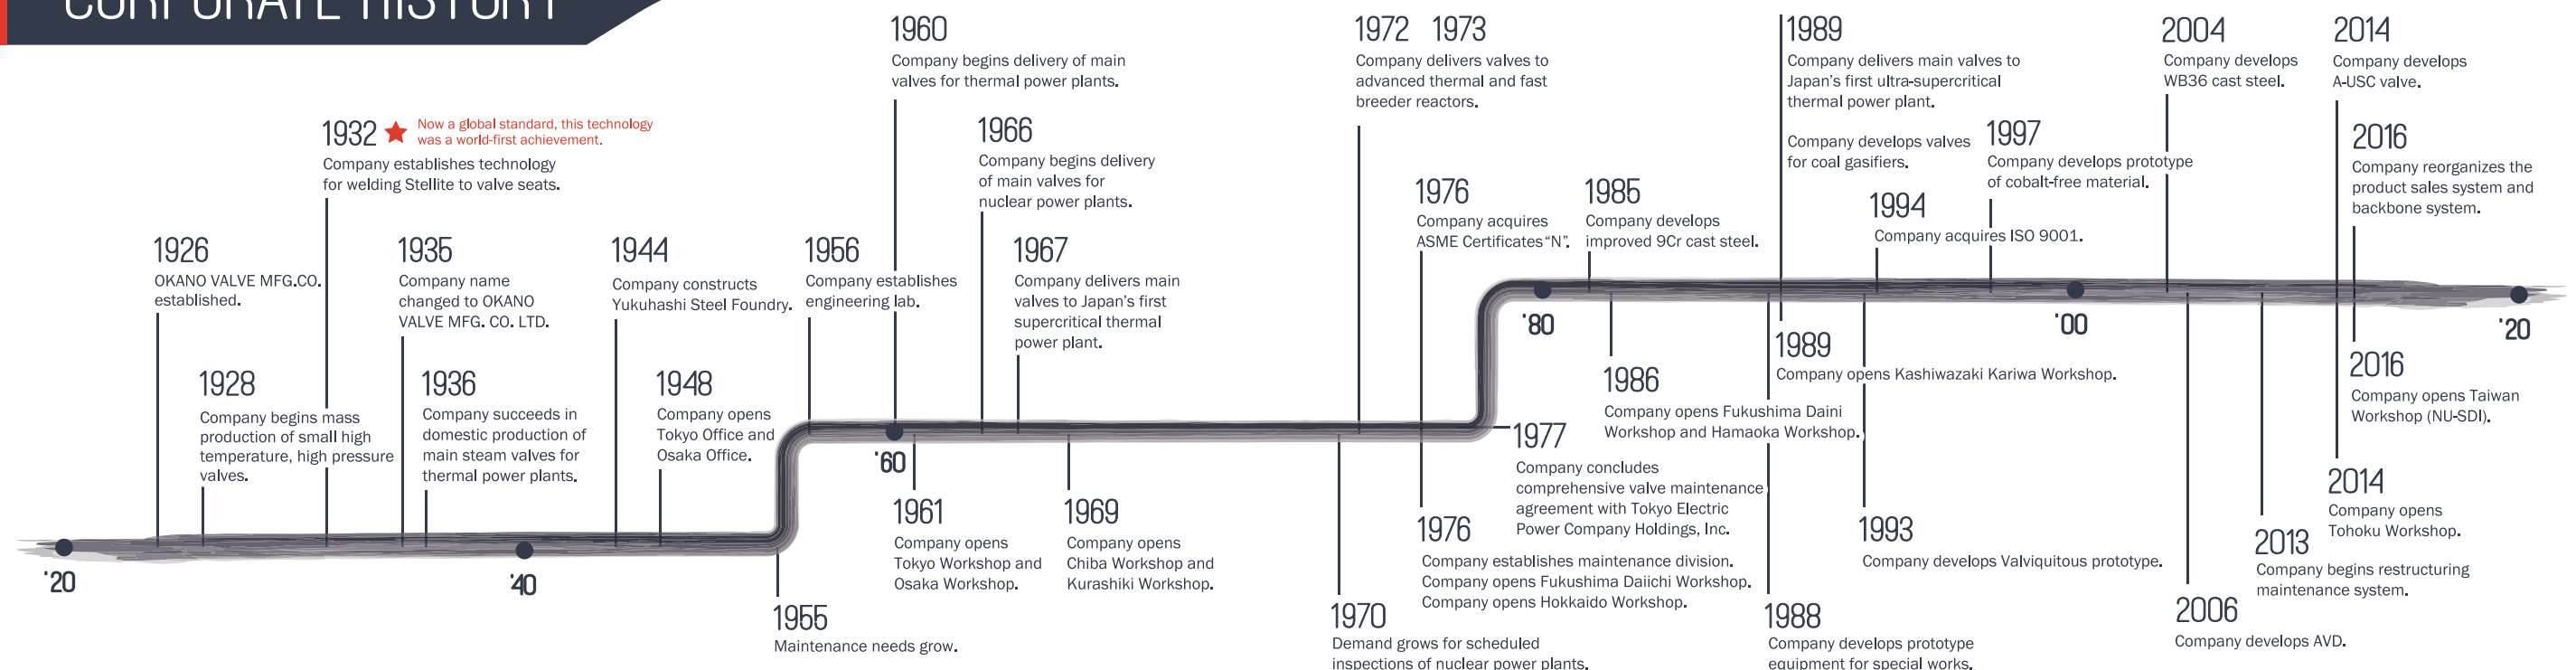 CORPORATE HISTORY
1926
OKANO VALVE MFG.CO.
established.
1928
Company begins mass
production of small high
temperature, high pressure
valves.
1932
Now a global standard, this technology
was a world-first achievement.
Company establishes technology
for welding Stellite to valve seats.
1935
Company name
changed to OKANO
VALVE MFG. CO. LTD.
1936
Company succeeds in
domestic production of
main steam valves for
thermal power plants.
1944
Company constructs
Yukuhashi Steel Foundry.
1948
Company opens
Tokyo Office and
Osaka Office.
1955
Maintenance needs grow.
1956
Company establishes
engineering lab.
1960
Company begins delivery of main
valves for thermal power plants.
1961
Company opens
Tokyo Workshop and
Osaka Workshop.
1966
Company begins delivery
of main valves for
nuclear power plants.
1967
Company delivers main
valves to Japan's first
supercritical thermal
power plant.
1969
Company opens
Chiba Workshop and
Kurashiki Workshop.
1970
Demand grows for scheduled
inspections of nuclear power plants.
1972 1973
Company delivers valves to
advanced thermal and fast
breeder reactors.
1976
Company acquires
ASME Certificates “N”.
1976
Company establishes maintenance division.
Company opens Fukushima Daiichi Workshop.
Company opens Hokkaido Workshop.
1977
Company concludes
comprehensive valve maintenance
agreement with Tokyo Electric
Power Company Holdings, Inc.
1985
Company develops
improved 9Cr cast steel.
1986
Company opens Fukushima Daini
Workshop and Hamaoka Workshop.
1988
Company develops prototype
equipment for special works.
1989
Company delivers main valves to
Japan's first ultra-supercritical
thermal power plant.
Company develops valves
for coal gasifiers.
1989
Company opens Kashiwazaki Kariwa Workshop.
1993
Company develops Valviquitous prototype.
1994
Company acquires ISO 9001.
1997
Company develops prototype
of cobalt-free material.
2004
Company develops
WB36 cast steel.
2006
Company develops AVD.
2013
Company begins restructuring
maintenance system.
2014
Company develops
A-USC valve.
2014
Company opens
Tohoku Workshop.
2016
Company reorganizes the
product sales system and
backbone system.
2016
Company opens Taiwan
Workshop (NU-SDI).
'20
'40
'60
'80
'00
'20